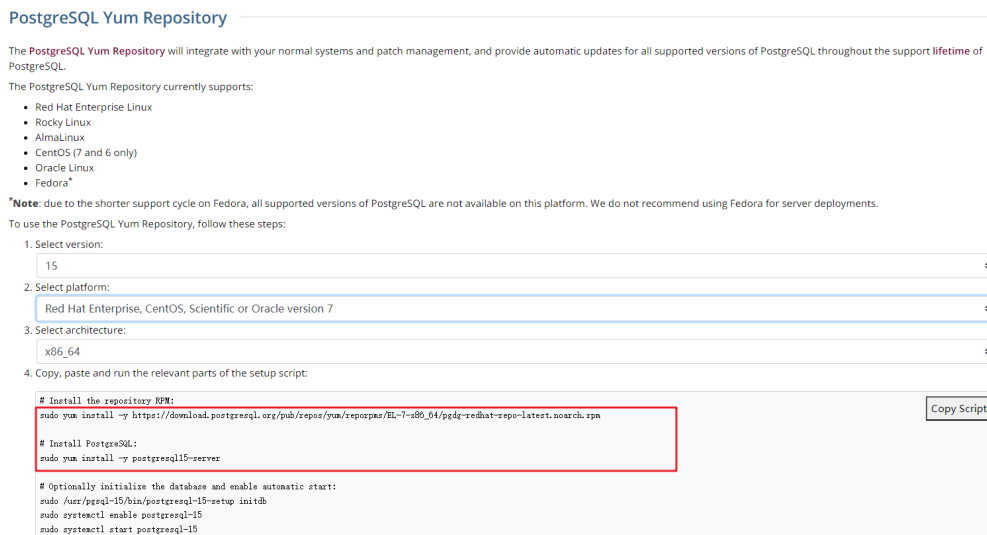 PostgreSQL Yum Repository
The PostgreSQL Yum Repository will integrate with your normal systems and patch management, and provide automatic updates for all supported versions of PostgreSQL throughout the support lifetime of
PostgreSQL.
The PostgreSQL Yum Repository currently supports:
• Red Hat Enterprise Linux
• Rocky Linux
• AlmaLinux
• CentOS (7 and 6 only)
• Oracle Linux
• Fedora*
*Note: due to the shorter support cycle on Fedora, all supported versions of PostgreSQL are not available on this platform. We do not recommend using Fedora for server deployments.
To use the PostgreSQL Yum Repository, follow these steps:
1. Select version:
15
2. Select platform:
Red Hat Enterprise, CentOS, Scientific or Oracle version 7
3. Select architecture:
x86_64
4. Copy, paste and run the relevant parts of the setup script:
# Install the repository RPM:
sudo yum install -y https://download.postgresql.org/pub/repos/yum/reporpms/EL-7-x86_64/pgdg-redhat-repo-latest.noarch.rpm
Copy Script
# Install PostgreSQL:
sudo yum install -y postgresql15-server
# Optionally initialize the database and enable automatic start:
sudo /usr/pgsql-15/bin/postgresql-15-setup initdb
sudo systemctl enable postgresql-15
sudo systemctl start postgresql-15